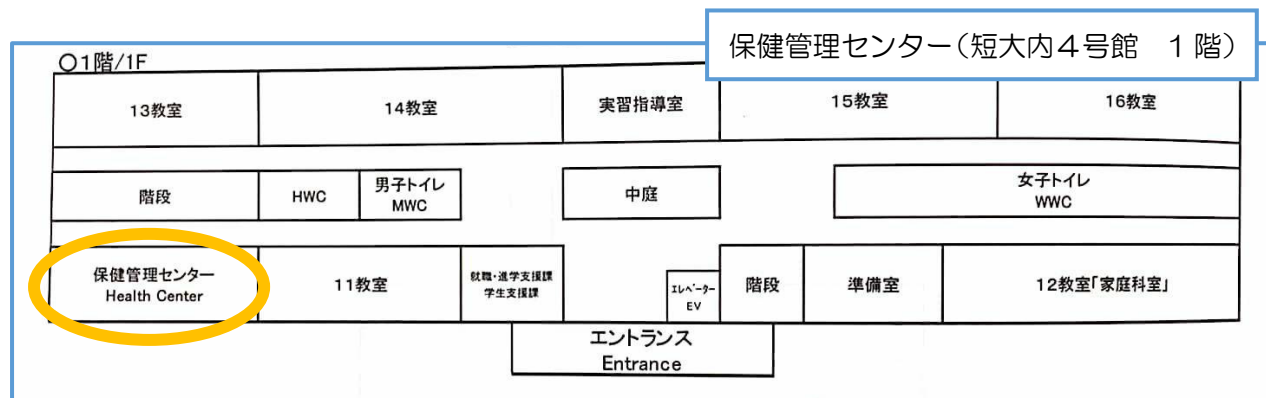 保健管理センター(短大内4号館　1階)
○1階/1F
13教室
14教室
実習指導室
15教室
16教室
階段
HWC
男子トイレ
MWC
中庭
女子トイレ
WWC
保健管理センター
Health Center
11教室
就職・進学支援課
学生支援課
エレベーター
EV
階段
準備室
12教室「家庭科室」
エントランス
Entrance